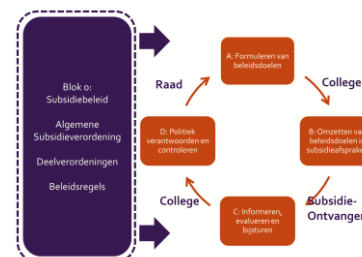 Blok 0:
Subsidiebeleid
Algemene
Subsidieverordening
Deelverordeningen
Beleidsregels
Raad
A: Formuleren van
beleidsdoelen
College
D: Politiek
verantwoorden en
controleren
B: Omzetten van
beleidsdoelen in
subsidieafspraken
College
C: Informeren,
evalueren en
bijsturen
Subsidie-
Ontvanger